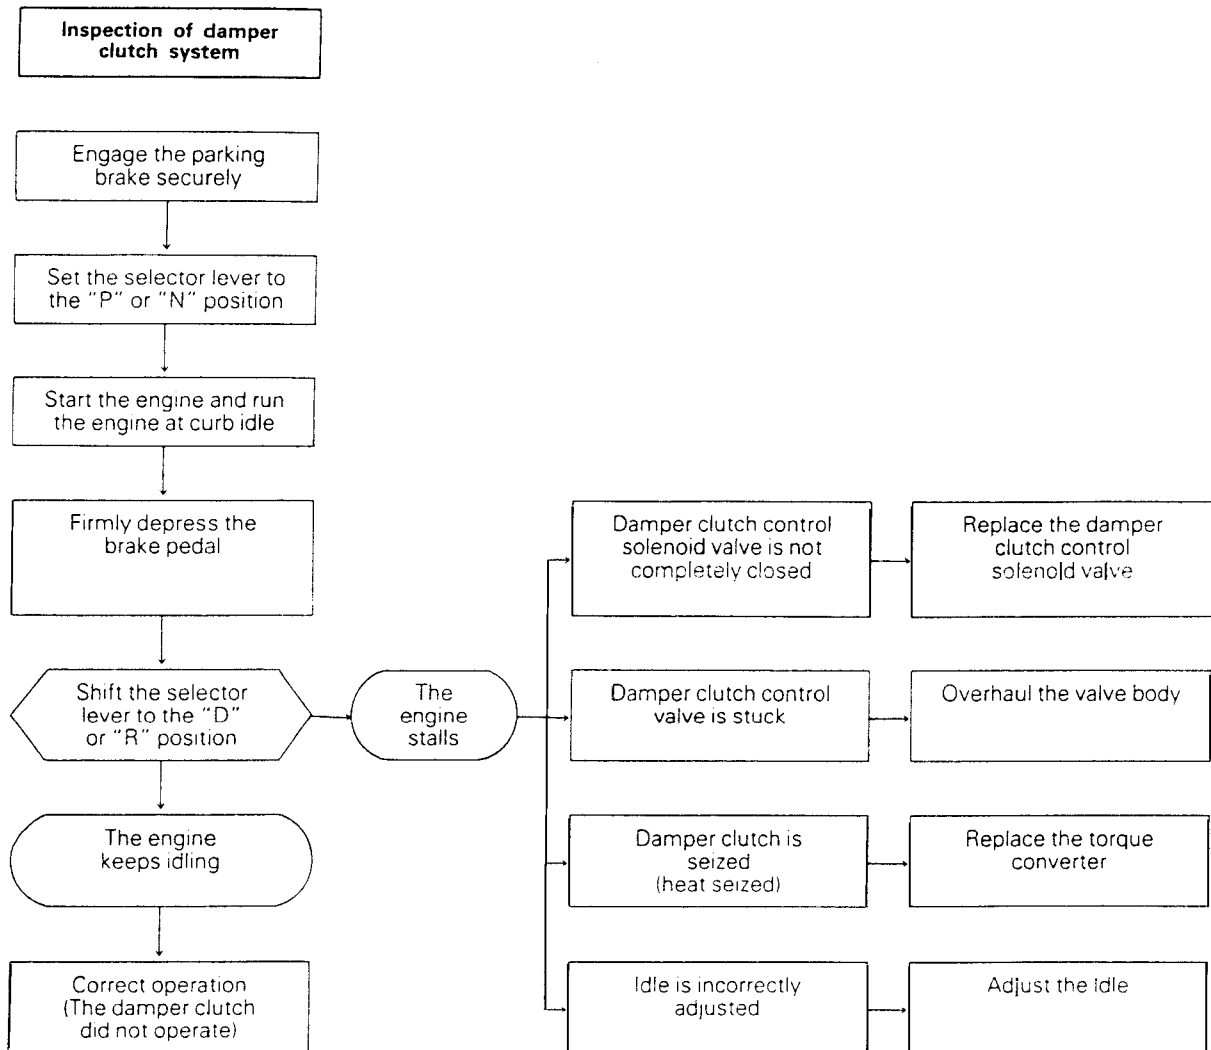 Inspection of damper
clutch system
Engage the parking
brake securely
Set the selector lever to
the "P" or "N" position
Start the engine and run
the engine at curb idle
Firmly depress the
brake pedal
Shift the selector
lever to the "D"
or "R" position
The
engine
stalls
Damper clutch control
solenoid valve is not
completely closed
Replace the damper
clutch control
solenold valve
Damper clutch control
valve is stuck
Overhaul the valve body
Damper clutch is
seized
(heat seized)
Replace the torque
converter
Idle is incorrectly
adjusted
Adjust the idle
The engine
keeps idling
Correct operation
(The damper clutch
did not operate)